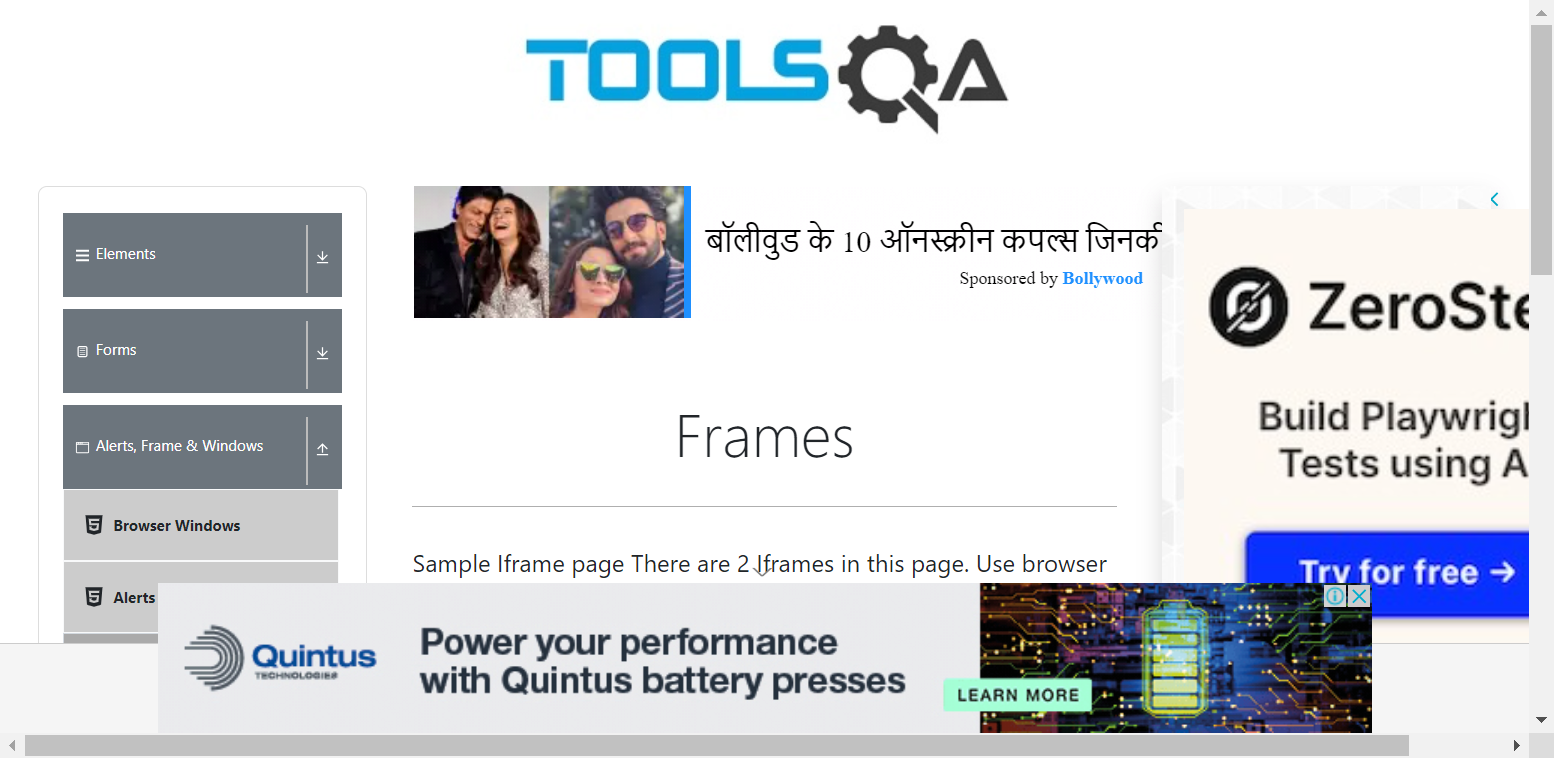 TOOLSQA
Elements
Forms
Alerts, Frame & Windows
Browser Windows
Alerts
बॉलीवुड के 10 ऑनस्क्रीन कपल्स जिनकी
Sponsored by Bollywood
Frames
Sample Iframe page There are 2 Iframes in this page. Use browser
ZeroSte
Build Playwrigh
Tests using A
Try for free →
Quintus
TECHNOLOGIES
Power your performance
with Quintus battery presses
LEARN MORE